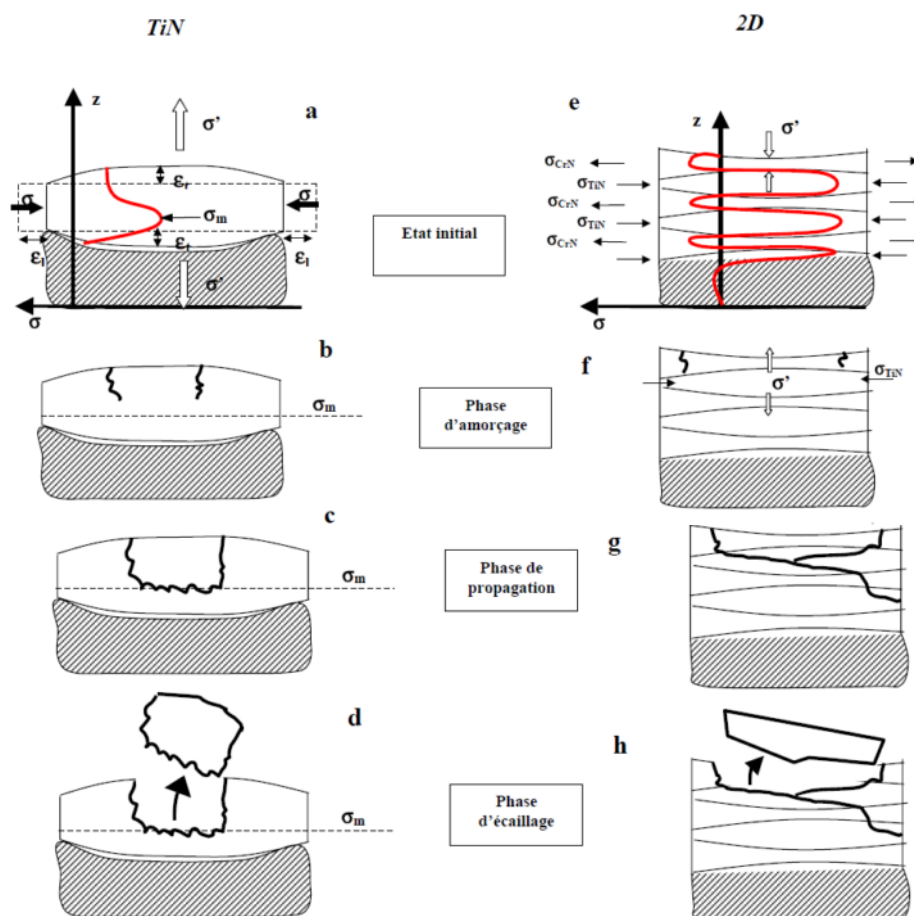 TiN
2D
a
z
σ'
σ
σ
εt
σm
εt
εl
εl
σ'
σ
Etat initial
e
z
σ'
σCrN
σTiN
σCrN
σTiN
σCrN
σ
b
σm
Phase
d'amorçage
f
σTiN
σ'
c
σm
Phase de
propagation
g
d
σm
Phase
d'écaillage
h